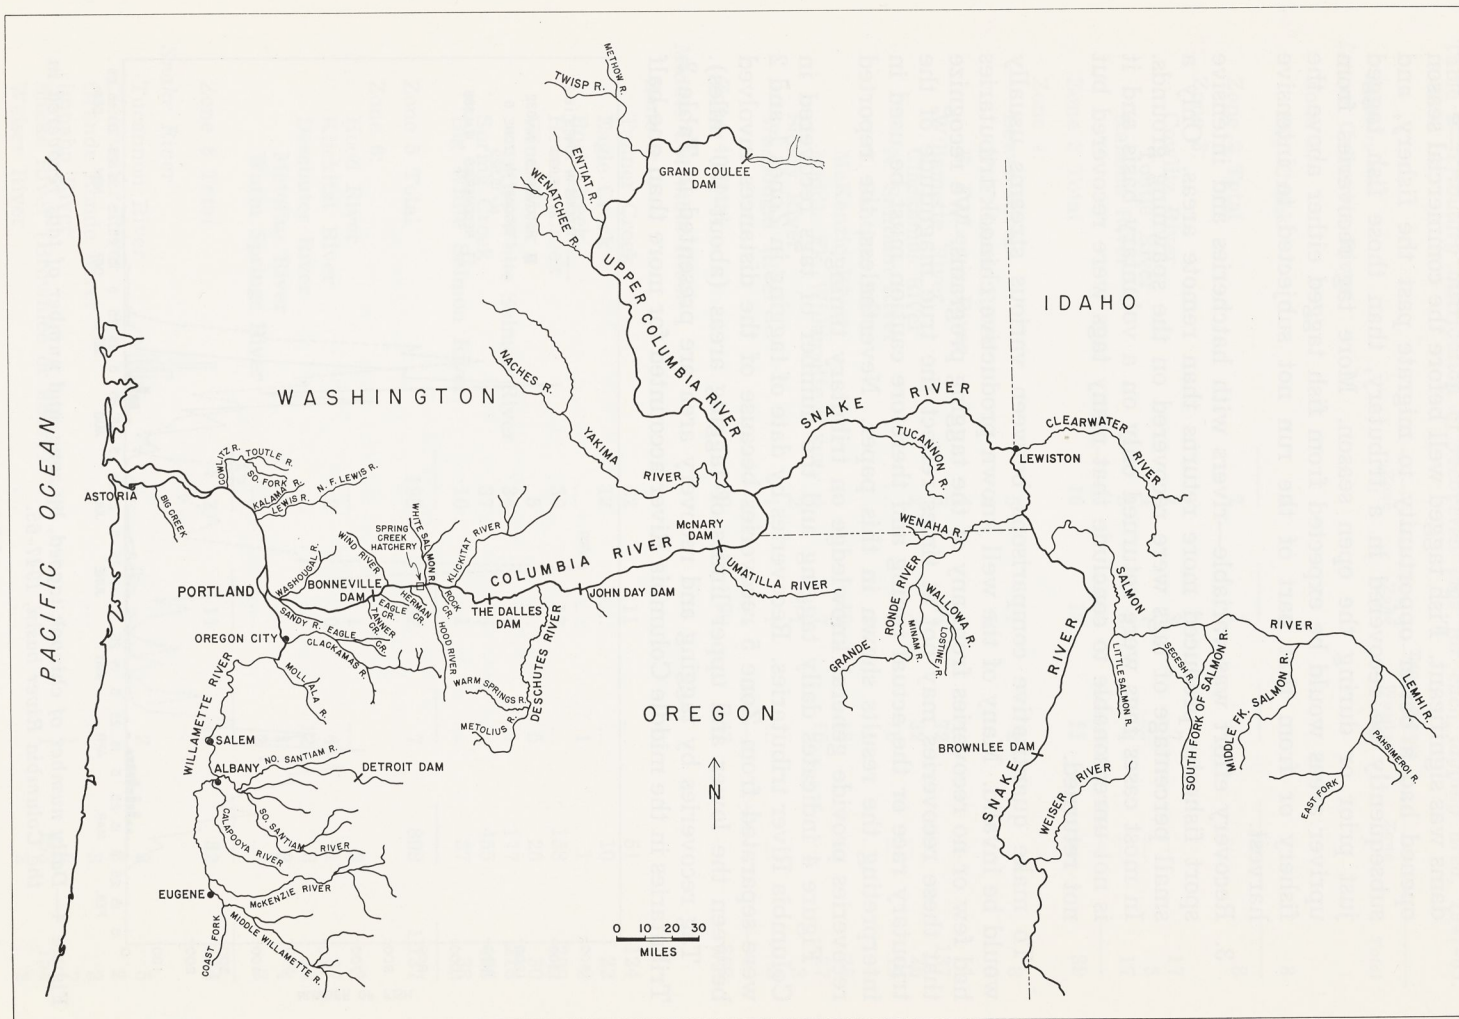 METHOW R.
TWISP R.
ENTIAT R.
WENATCHEE R.
GRAND COULEE
DAM
UPPER COLUMBIA RIVER
IDAHO
WASHINGTON
NACHES R.
YAKIMA
RIVER
SNAKE RIVER
TUCANNON R.
CLEARWATER
RIVER
LEWISTON
PACIFIC OCEAN
ASTORIA
BIG CREEK
COWLITZ R.
TOUTLE R.
SO. FORK
KALAMA R.
LEWIS R.
N. F. LEWIS R.
WHITE SALMON R.
SPRING
CREEK
HATCHERY
WIND RIVER
KLICKITAT RIVER
WASHOUGAL R.
PORTLAND
BONNEVILLE
DAM
HERMAN
CR.
EAGLE
CR.
TANNER
CR.
ROCK
CR.
HOOD RIVER
COLUMBIA RIVER
McNARY
DAM
UMATILLA RIVER
JOHN DAY DAM
THE DALLES
DAM
WENAHA R.
GRANDE RONDE RIVER
WALLOWA R.
MINAM R.
LOSTINE R.
SALMON
RIVER
LITTLE SALMON R.
SECESH R.
SOUTH FORK OF SALMON R.
MIDDLE FK. SALMON R.
LEMHI R.
PAHSIMEROI R.
EAST FORK
SANDY R.
EAGLE
CR.
OREGON CITY
CLACKAMAS R.
MOLLALA R.
WILLAMETTE RIVER
WARM SPRINGS R.
METOLIUS R.
DESCHUTES RIVER
OREGON
SALEM
NO. SANTIAM R.
ALBANY
DETROIT DAM
CALAPOOYA RIVER
SO. SANTIAM RIVER
EUGENE
McKENZIE RIVER
COAST FORK
MIDDLE WILLAMETTE R.
BROWNLEE DAM
SNAKE RIVER
WEISER RIVER
N
0 10 20 30
MILES